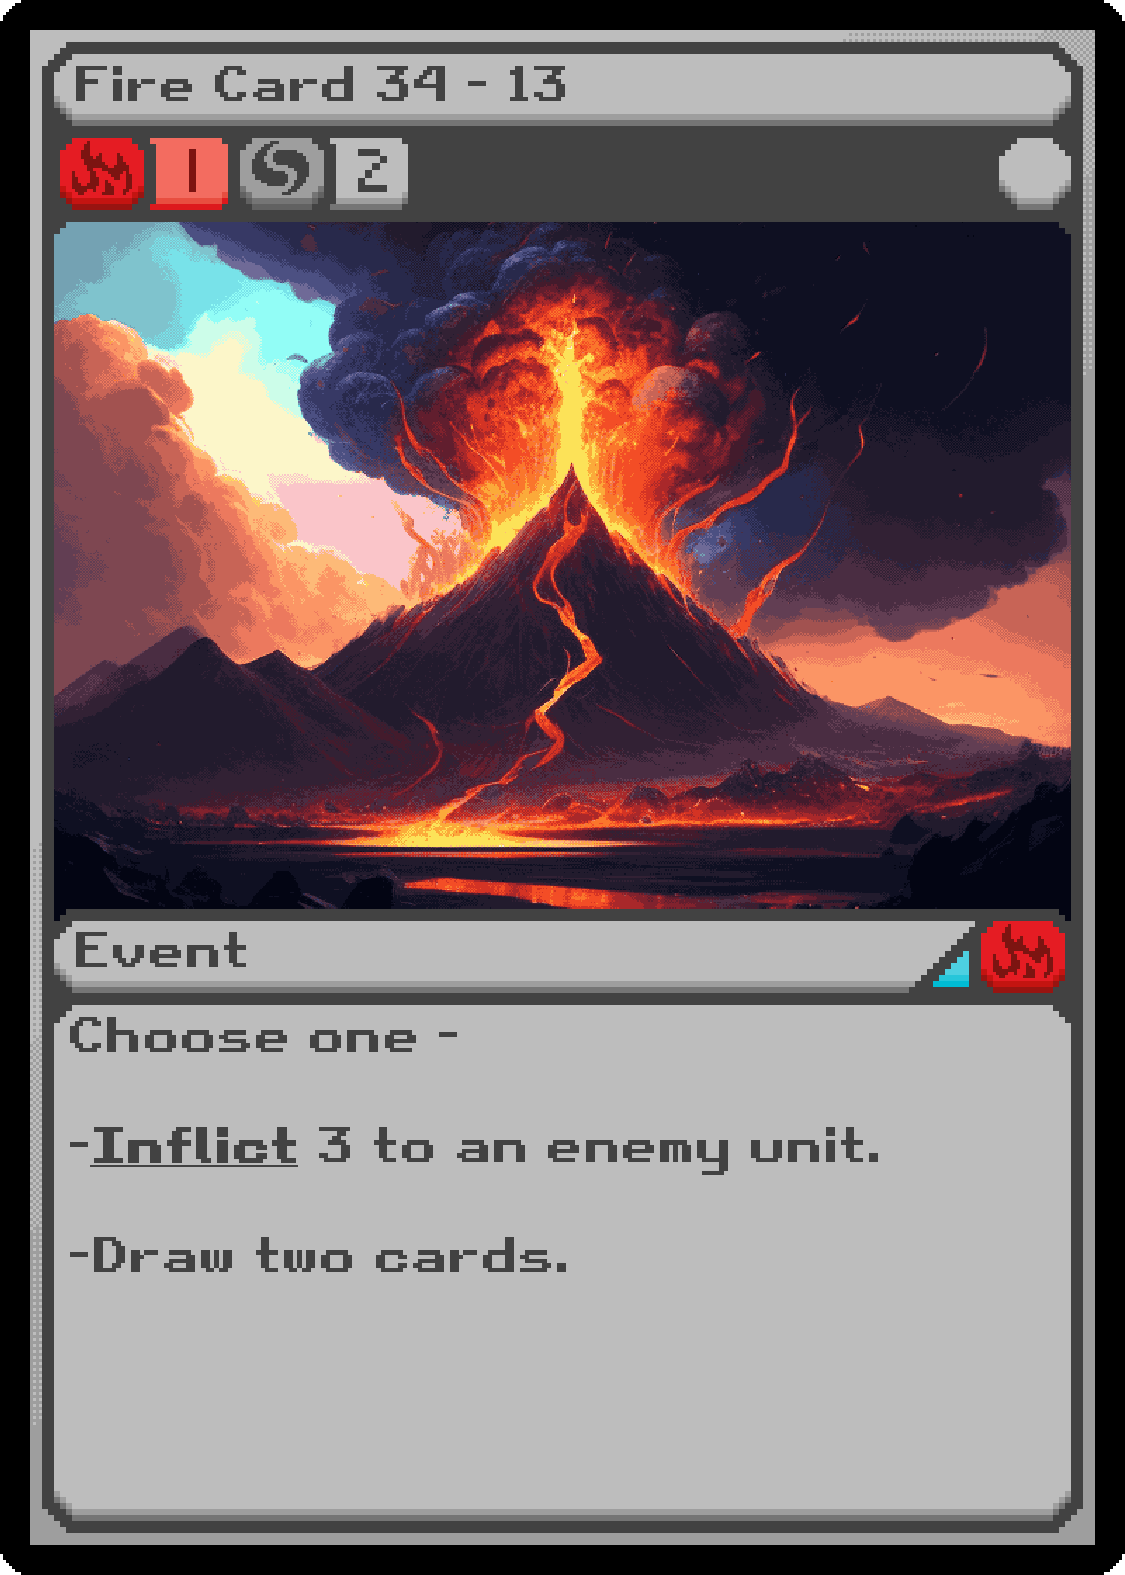 Fire Card 34 - 13
1 2
Event
Choose one -
-Inflict 3 to an enemy unit.
-Draw two cards.